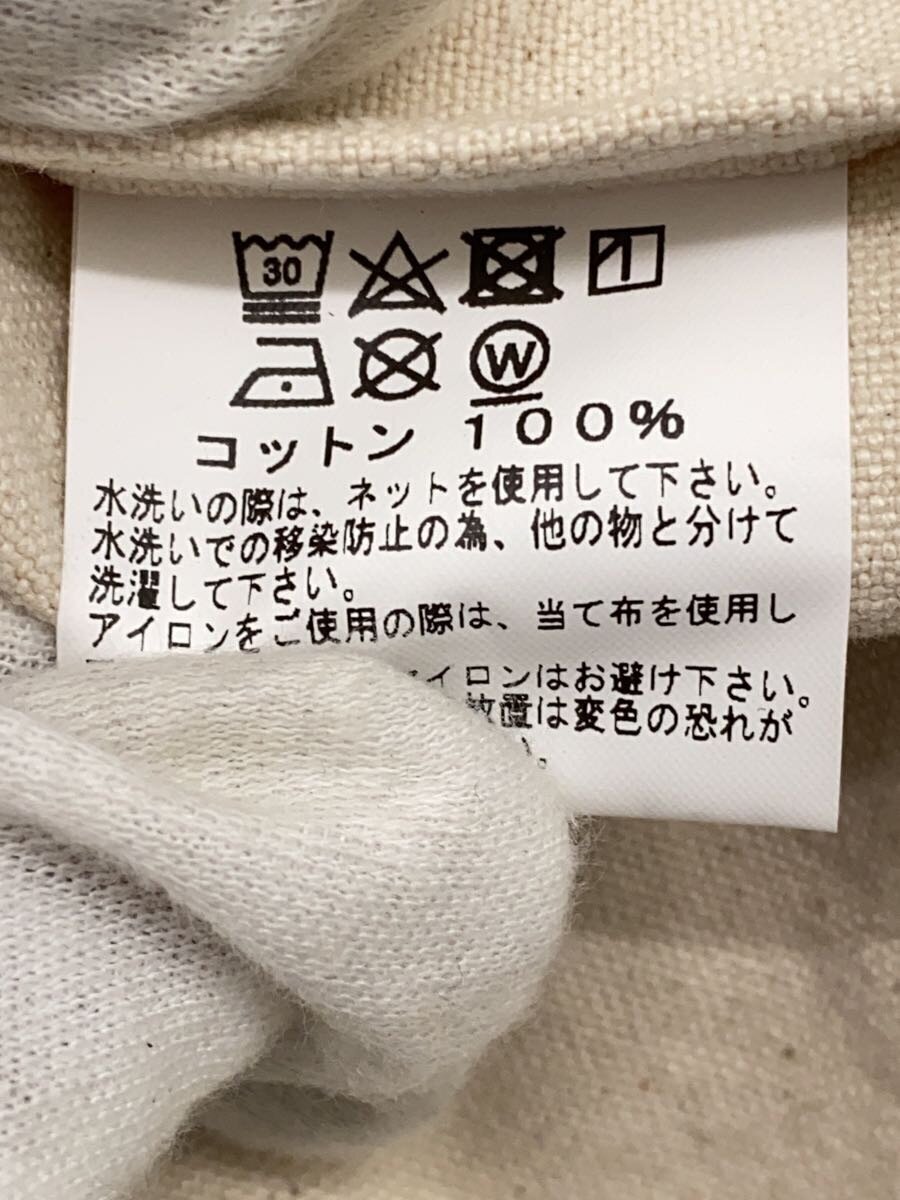 30
W
コットン 100%
水洗いの際は、ネットを使用して下さい。
水洗いでの移染防止の為、他の物と分けて
洗濯して下さい。
アイロンをご使用の際は、当て布を使用し
イロンはお避け下さい。
放置は変色の恐れが